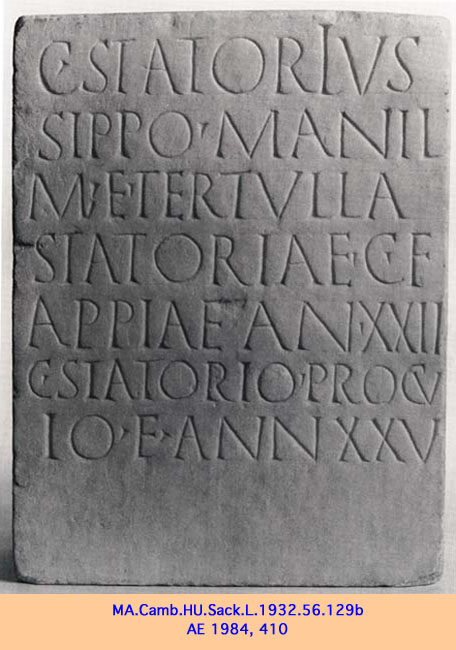 C·STATORIVS
SIPPO·MANIL
M·E·TERTVLLA
STATORIAE·C·F
APPIAE AN·XXII
C·STATORIO·PROCV
IO·E·ANN XXV
MA.Camb.HU.Sack.L.1932.56.129b
AE 1984, 410